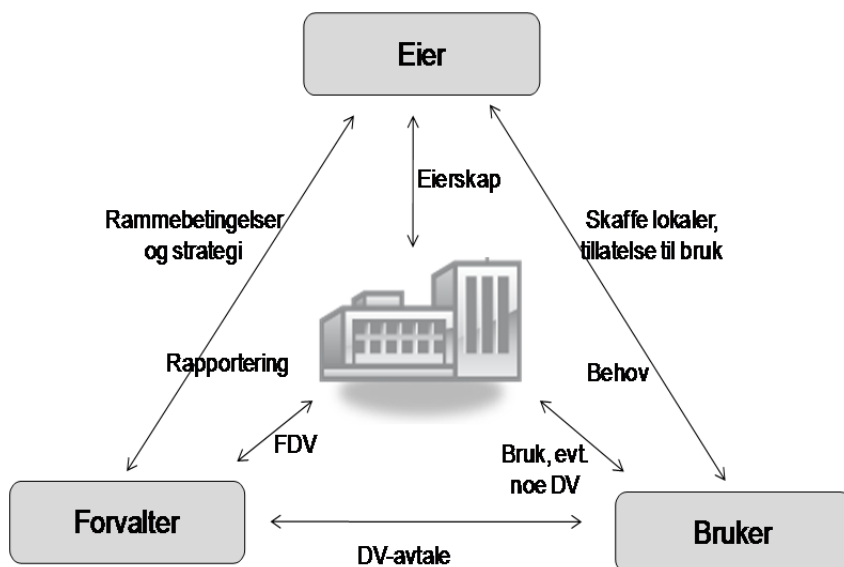 Eier
Eierskap
Rammebetingelser
og strategi
Skaffe lokaler,
tillatelse til bruk
Rapportering
Behov
FDV
Bruk, evt.
noe DV
Forvalter
Bruker
DV-avtale